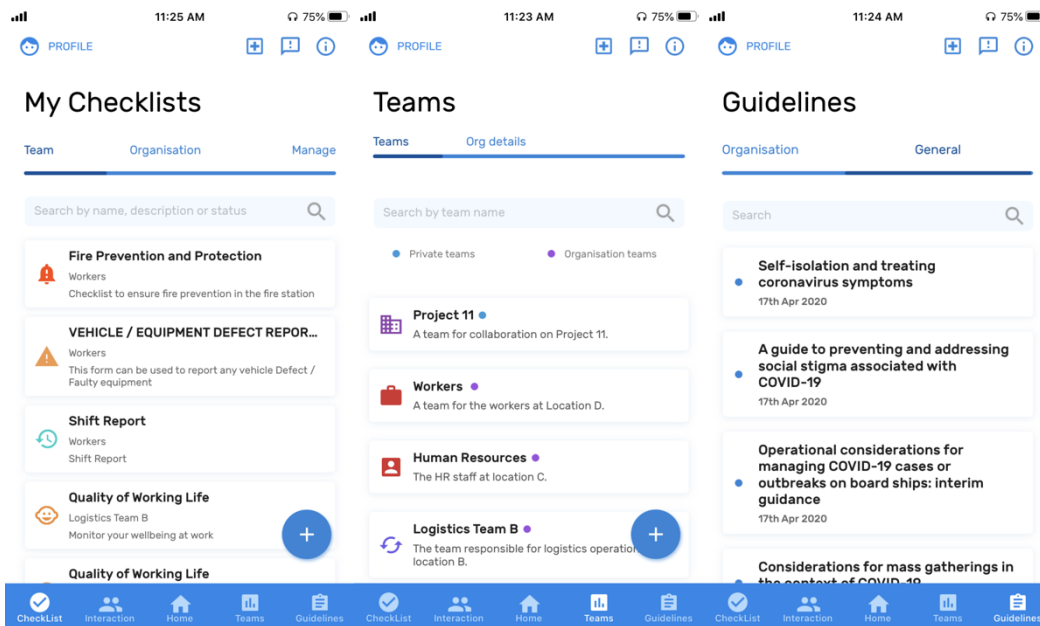 11:25 AM
75%
PROFILE
My Checklists
Team
Organisation
Manage
Search by name, description or status
Fire Prevention and Protection
Workers
Checklist to ensure fire prevention in the fire station
VEHICLE / EQUIPMENT DEFECT REPOR...
Workers
This form can be used to report any vehicle Defect /
Faulty equipment
Shift Report
Workers
Shift Report
Quality of Working Life
Logistics Team B
Monitor your wellbeing at work
Quality of Working Life
CheckList
Interaction
Home
Teams
Guidelines
11:23 AM
75%
PROFILE
Teams
Teams
Org details
Search by team name
Private teams
Organisation teams
Project 11
A team for collaboration on Project 11.
Workers
A team for the workers at Location D.
Human Resources
The HR staff at location C.
Logistics Team B
The team responsible for logistics operation
location B.
CheckList
Interaction
Home
Teams
Guidelines
11:24 AM
75%
PROFILE
Guidelines
Organisation
General
Search
Self-isolation and treating
coronavirus symptoms
17th Apr 2020
A guide to preventing and addressing
social stigma associated with
COVID-19
17th Apr 2020
Operational considerations for
managing COVID-19 cases or
outbreaks on board ships: interim
guidance
17th Apr 2020
Considerations for mass gatherings in
the context of COVID-19
CheckList
Interaction
Home
Teams
Guidelines